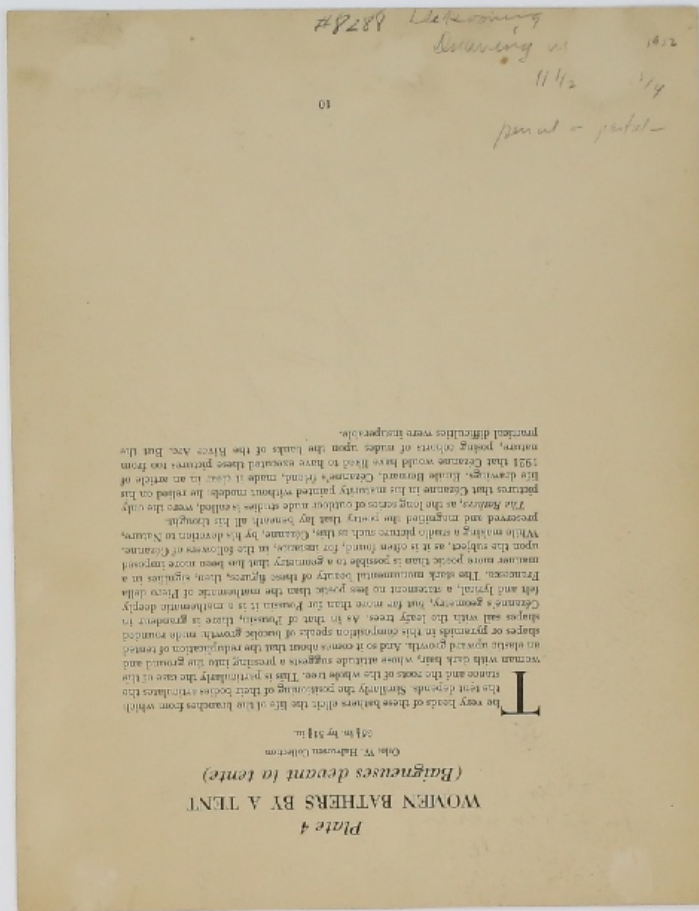 Plate 4
WOMEN BATHERS BY A TENT
(Baigneuses devant la tente)
Oslo: W. Halvorsen Collection
in. by in.
The very heads of these bathers elicit the life of the branches from which
the tent depends. Similarly the positioning of their bodies articulates the
stance and the roots of the whole tree. This is particularly the case of the
woman with dark hair, whose attitude suggests a pressing into the ground and
an elastic upward growth. And so it comes about that the reduplication of tented
shapes or pyramids in this composition speaks of bucolic growth: nude rounded
shapes sail with the leafy trees. As in that of Poussin, there is grandeur in
Cézanne's geometry, but far more than for Poussin it is a mathematic deeply
felt and lyrical, a statement no less poetic than the mathematic of Piero della
Francesca. The stark monumental beauty of these figures, then, signifies in a
manner more poetic than is possible to a geometry that has been more imposed
upon the subject, as it is often found, for instance, in the followers of Cézanne.
While making a studio picture such as this, Cézanne, by his devotion to Nature,
preserved and magnified the poetry that lay beneath all his thought.
The Bathers, as the long series of outdoor nude studies is called, were the only
pictures that Cézanne in his maturity painted without models: he relied on his
life drawings. Emile Bernard, Cézanne's friend, made it clear in an article of
1921 that Cézanne would have liked to have executed these pictures too from
nature, posing cohorts of nudes upon the banks of the River Arc. But the
practical difficulties were insuperable.
10
Dekooning
Drawing
11 1/2
pencil